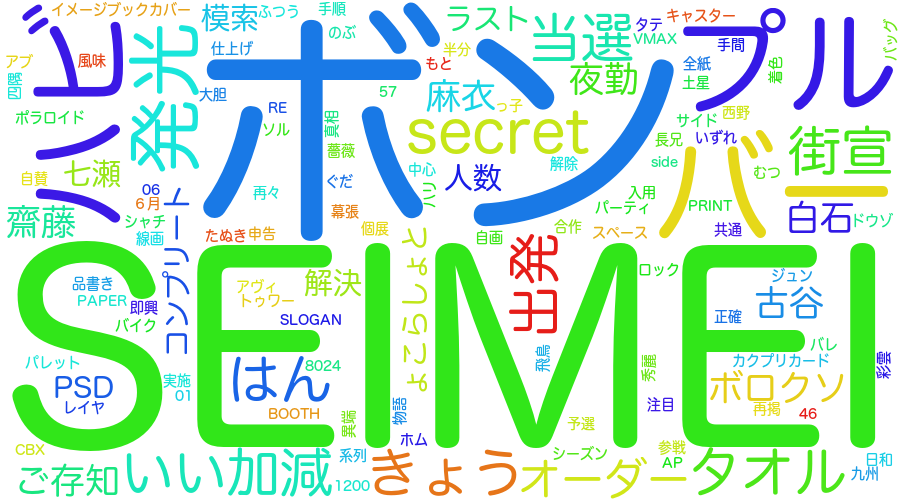 イメージブックカバー
模索
ふつう
手順
のぶ
ラスト
当選
タテ
キャスター
VMAX
手間
プル
バッグ
アプ
風味
四隅
ハビ
発光
仕上げ
大胆
ボン
もと
半分
夜勤
全紙
土星
着色
RE
57
麻衣
っ子
ポラロイド
ソル
真相
secret
サイド
西野
長兄
いずれ
街宣
自賛
七瀬
薔薇
中心
人数
解除
side
バー
むつ
06
6月
再々
ぐだ
ハリ
入用
パーティ
PRINT
白石
ドウゾ
齋藤
シャチ
線画
幕張
たぬき
申告
個展
自画
合作
スペース
共通
コンプリート
よこらしょと
出発
ロック
SEIMEI
品書き
PAPER
即興
バイク
アヴィ
トゥワー
解決
SLOGAN
ジュン
古谷
正確
パレット
実施
01
はん
8024
飛鳥
秀麗
バレ
カクプリカード
彩雲
PSD
レイヤ
BOOTH
異端
物語
注目
ボロクソ
再掲
46
CBX
ホム
予選
ご存知
いい加減
系列
1200
きょう
シーズン
オーダー
参戦
AP
タオル
日和
九州